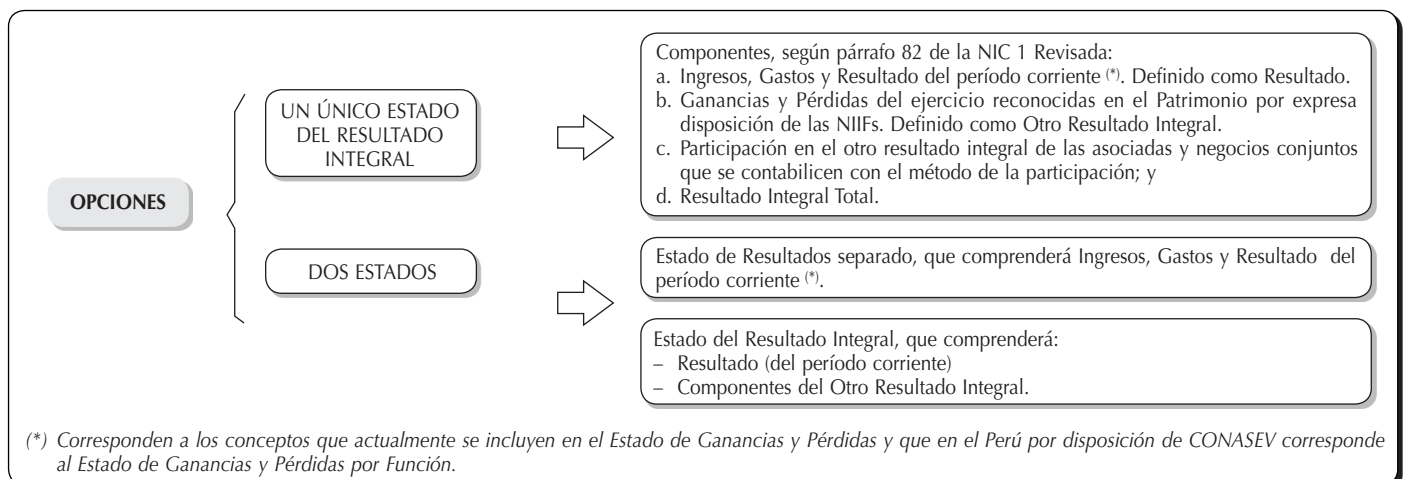 OPCIONES
UN ÚNICO ESTADO
DEL RESULTADO
INTEGRAL
Componentes, según párrafo 82 de la NIC 1 Revisada:
a. Ingresos, Gastos y Resultado del período corriente (*). Definido como Resultado.
b. Ganancias y Pérdidas del ejercicio reconocidas en el Patrimonio por expresa
disposición de las NIIFs. Definido como Otro Resultado Integral.
c. Participación en el otro resultado integral de las asociadas y negocios conjuntos
que se contabilicen con el método de la participación; y
d. Resultado Integral Total.
DOS ESTADOS
Estado de Resultados separado, que comprenderá Ingresos, Gastos y Resultado del
período corriente (*).
Estado del Resultado Integral, que comprenderá:
– Resultado (del período corriente)
– Componentes del Otro Resultado Integral.
(*) Corresponden a los conceptos que actualmente se incluyen en el Estado de Ganancias y Pérdidas y que en el Perú por disposición de CONASEV corresponde
al Estado de Ganancias y Pérdidas por Función.